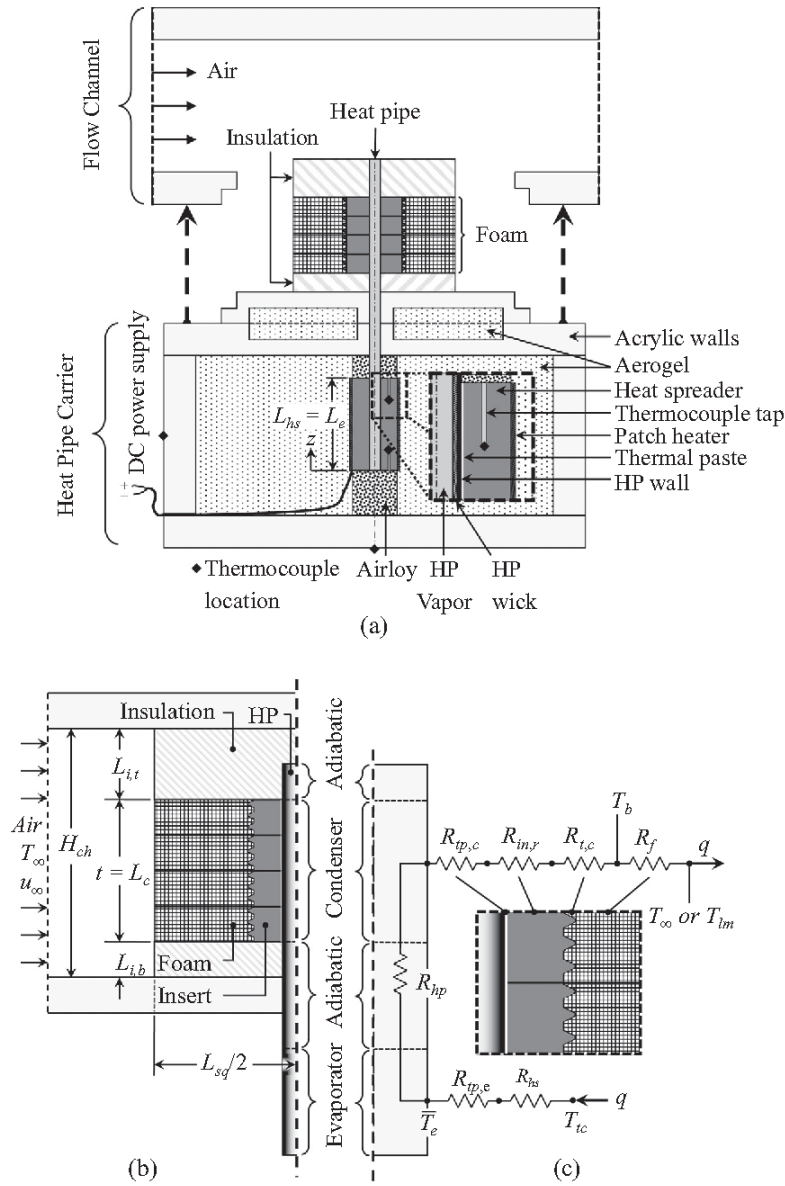 Flow Channel
Air
Heat pipe
Insulation
Foam
Heat Pipe Carrier
DC power supply
+
−
L_hs = L_e
z
Acrylic walls
Aerogel
Heat spreader
Thermocouple tap
Patch heater
Thermal paste
HP wall
Thermocouple
location
Airloy
HP
Vapor
HP
wick
(a)
Insulation
HP
L_i,t
Air
T_∞
u_∞
H_ch
t = L_c
L_i,b
Foam
Insert
L_sq/2
Adiabatic
Condenser
Adiabatic
Evaporator
(b)
T_b
R_tp,c
R_in,r
R_t,c
R_f
q
T_∞ or T_lm
R_hp
R_tp,e
R_hs
q
T̅_e
T_tc
(c)